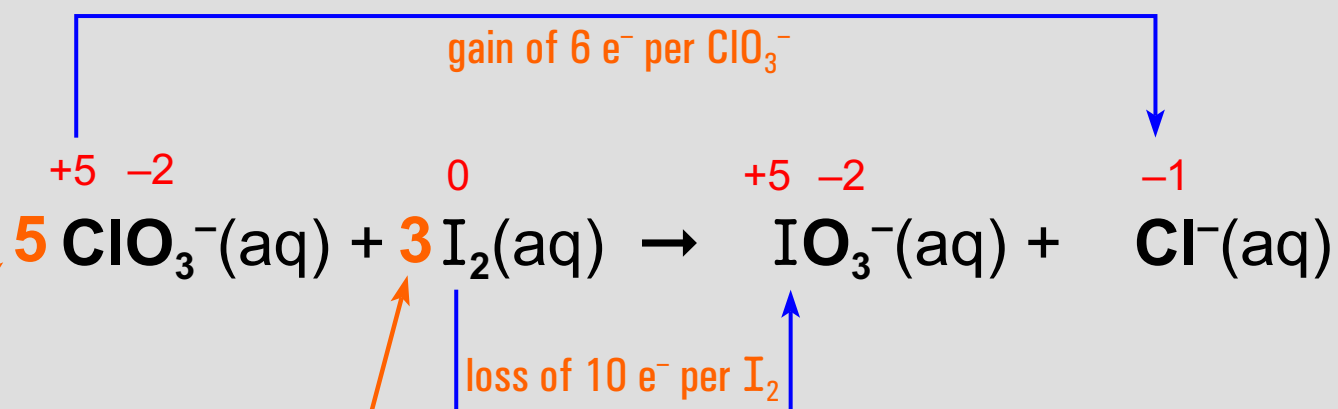 gain of 6 e⁻ per ClO₃⁻
+5 –2 0 +5 –2 –1
5 ClO₃⁻(aq) + 3 I₂(aq) → IO₃⁻(aq) + Cl⁻(aq)
loss of 10 e⁻ per I₂